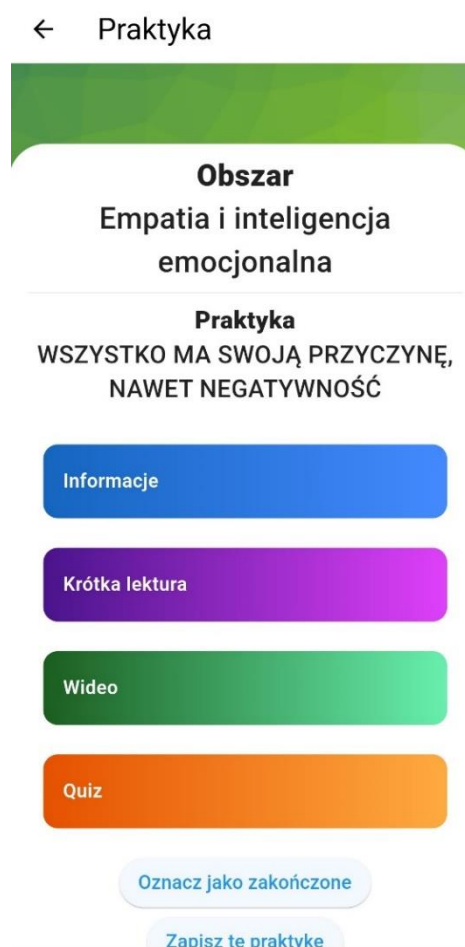 Praktyka
Obszar
Empatia i inteligencja
emocjonalna
Praktyka
WSZYSTKO MA SWOJĄ PRZYCZYNĘ,
NAWET NEGATYWNOŚĆ
Informacje
Krótka lektura
Wideo
Quiz
Oznacz jako zakończone
Zapisz tę praktykę